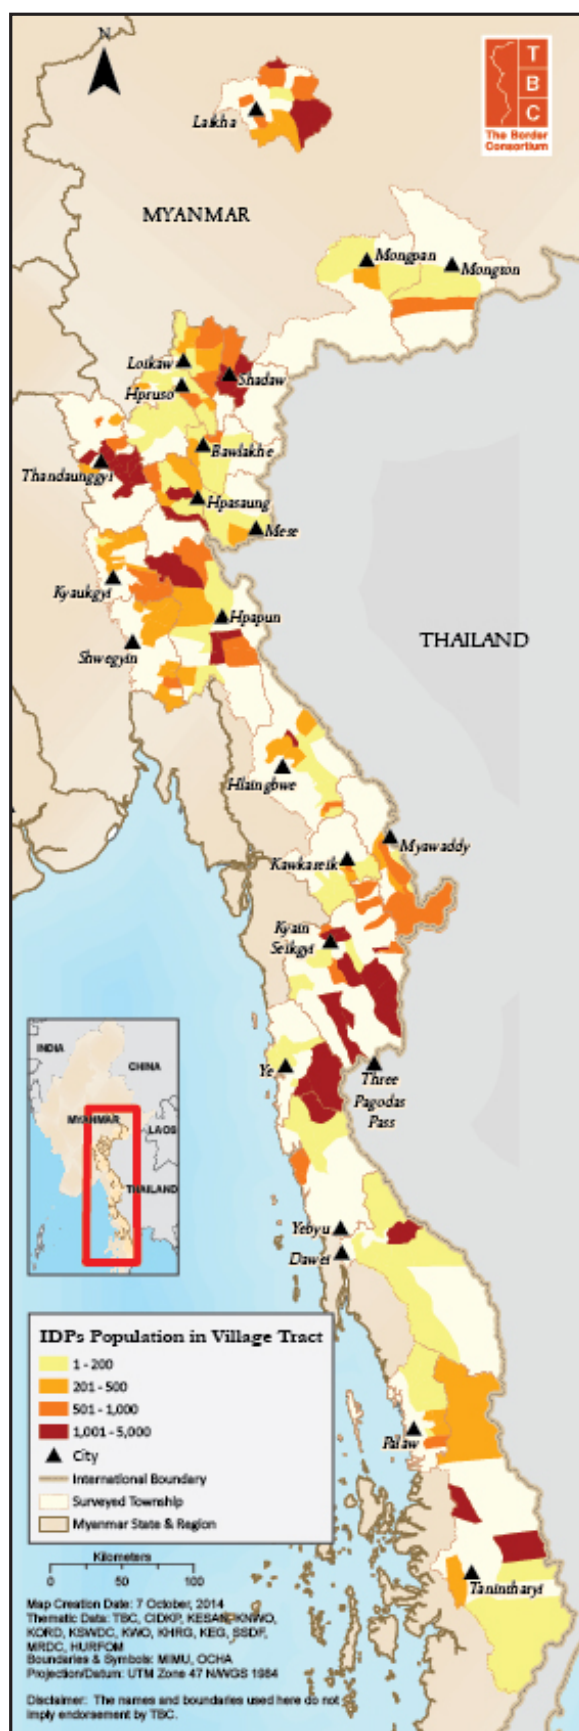 N
T
B
C
The Border
Consortium
Laikha
MYANMAR
Mongpan
Mongton
Loikaw
Shadaw
Hpruso
Bawlakhe
Thandaunggyi
Hpasaung
Mese
Kyaukgyi
Hpapun
Shwegyin
THAILAND
Hlaingbwe
Myawaddy
Kawkareik
Kyain
Seikgyi
Ye
Three
Pagodas
Pass
INDIA
CHINA
MYANMAR
LAOS
THAILAND
Yebyu
Dawei
IDPs Population in Village Tract
1 - 200
201 - 500
501 - 1,000
1,001 - 5,000
City
International Boundary
Surveyed Township
Myanmar State & Region
Palaw
Tanintharyi
Kilometers
0 50 100
Map Creation Date: 7 October, 2014
Thematic Data: TBC, CIDKP, KESAN, KNWO,
KORD, KSWDC, KWO, KHRG, KEG, SSDF,
MRDC, HURFOM
Boundaries & Symbols: MIMU, OCHA
Projection/Datum: UTM Zone 47 N/WGS 1984
Disclaimer: The names and boundaries used here do not
imply endorsement by TBC.